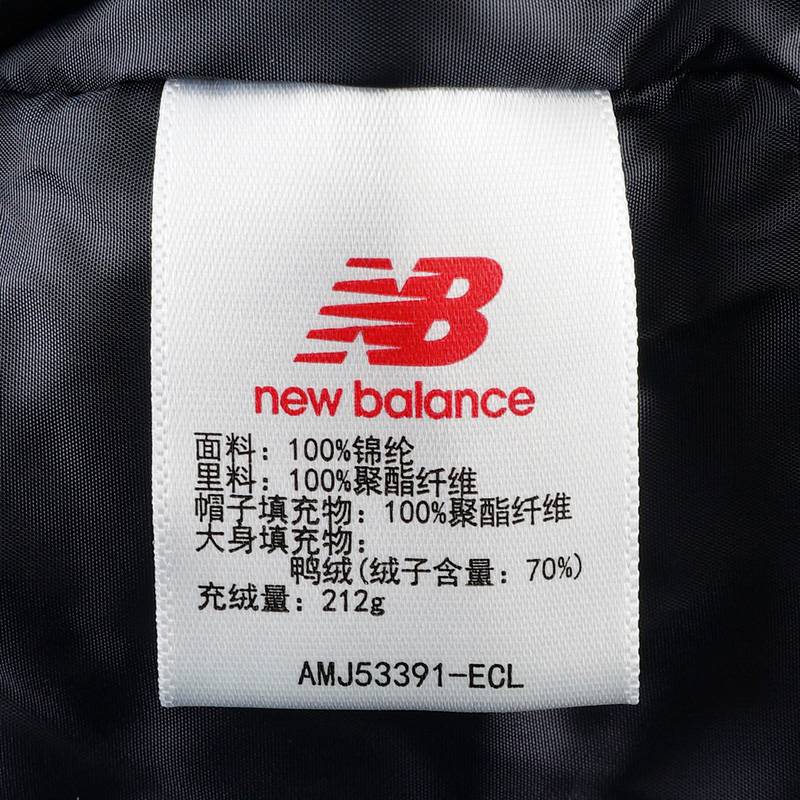 NB
new balance
面料：100%锦纶
里料：100%聚酯纤维
帽子填充物：100%聚酯纤维
大身填充物：
鸭绒(绒子含量：70%)
充绒量：212g
AMJ53391-ECL